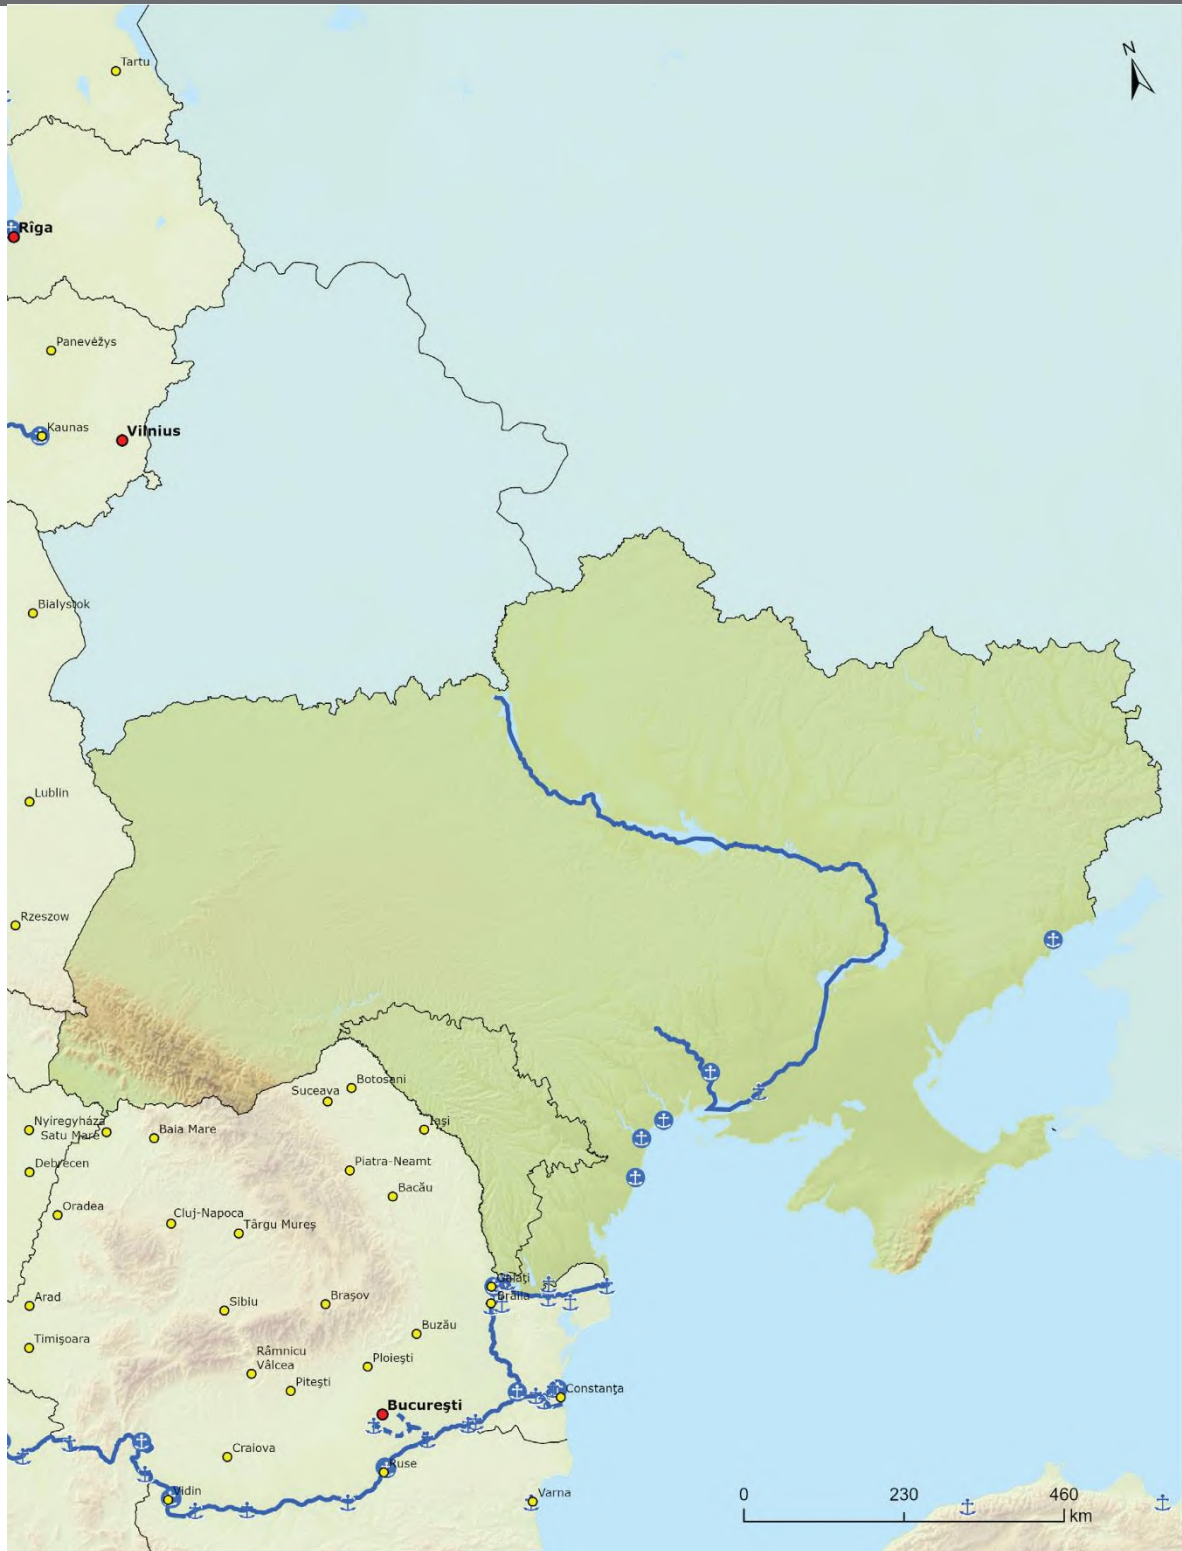 N
Tartu
Rîga
Panevėžys
Kaunas
Vilnius
Bialystok
Lublin
Rzeszow
Suceava
Botosani
Nyíregyháza
Satu Mare
Baia Mare
Iaşi
Debrecen
Piatra-Neamt
Bacău
Oradea
Cluj-Napoca
Târgu Mureş
Galaţi
Arad
Sibiu
Braşov
Brăila
Timişoara
Buzău
Râmnicu
Vâlcea
Ploieşti
Piteşti
Constanţa
Bucureşti
Craiova
Ruse
Vidin
Varna
0 230 460
km